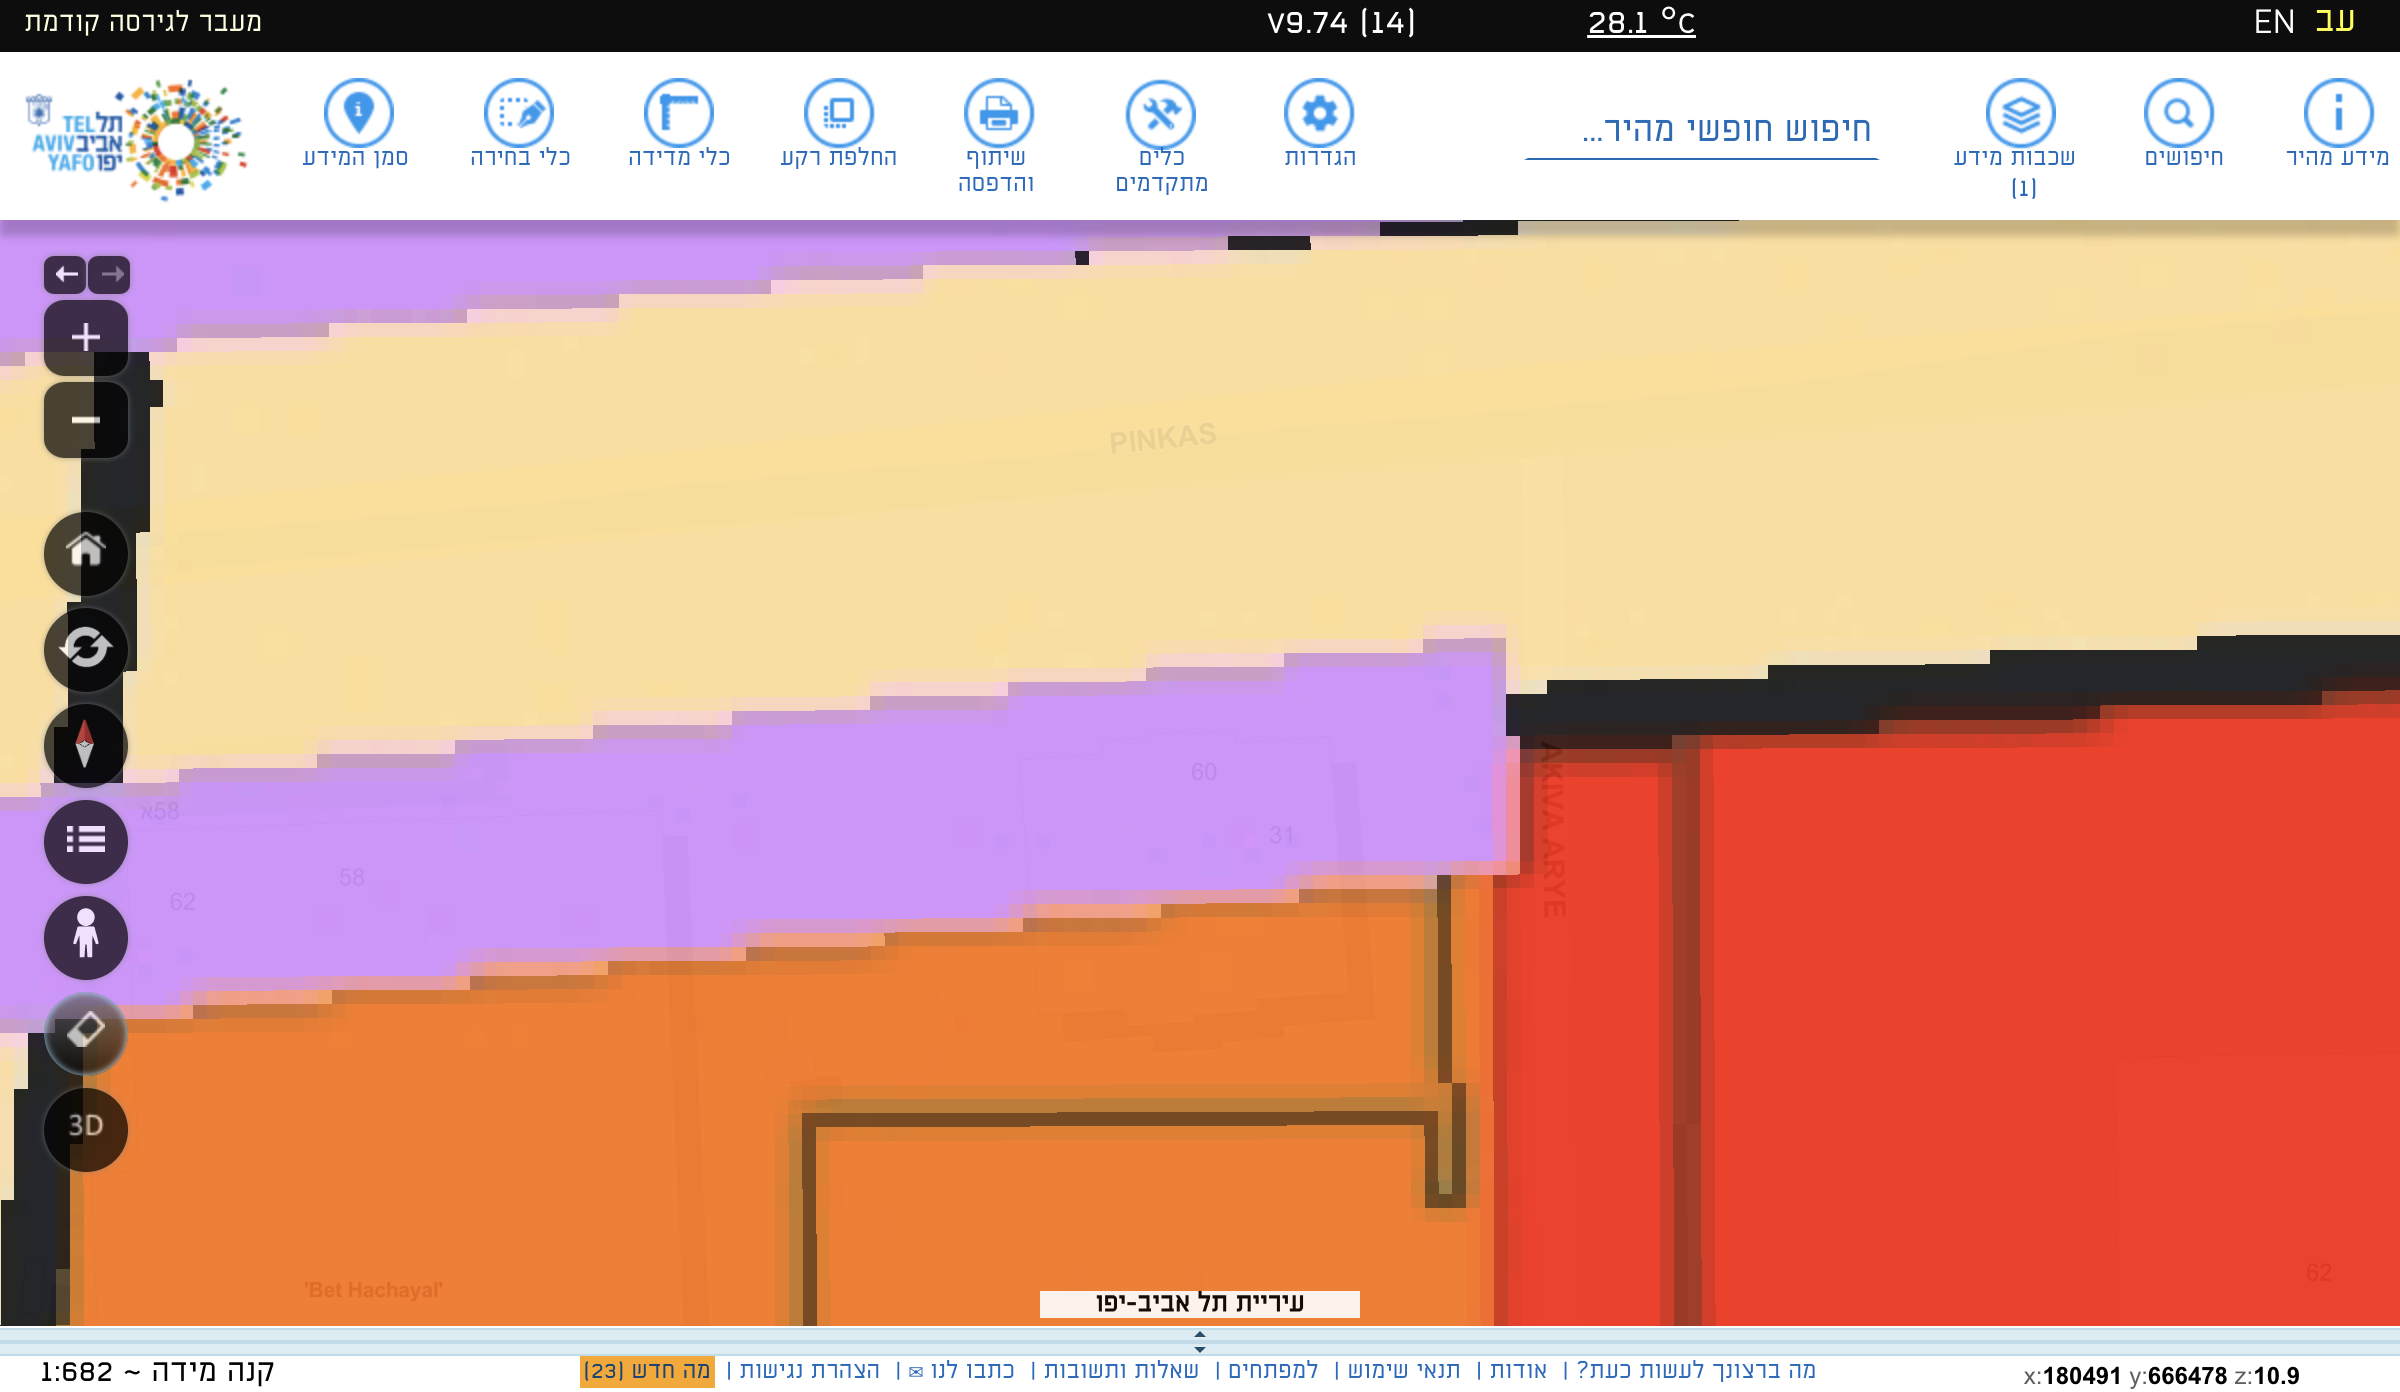 עב EN
28.1 °C
V9.74 (14)
מעבר לגירסה קודמת
מידע מהיר
חיפושים
שכבות מידע
(1)
חיפוש חופשי מהיר...
הגדרות
כלים
מתקדמים
שיתוף
והדפסה
החלפת רקע
כלי מדידה
כלי בחירה
סמן המידע
תל TEL
אביב AVIV
יפו YAFO
PINKAS
AKIVA ARYE
60
31
58א
58
62
3D
62
'Bet Hachayal'
עיריית תל אביב-יפו
x:180491 y:666478 z:10.9
מה ברצונך לעשות כעת? | אודות | תנאי שימוש | למפתחים | שאלות ותשובות | כתבו לנו ✉ | הצהרת נגישות | מה חדש (23)
קנה מידה ~ 1:682